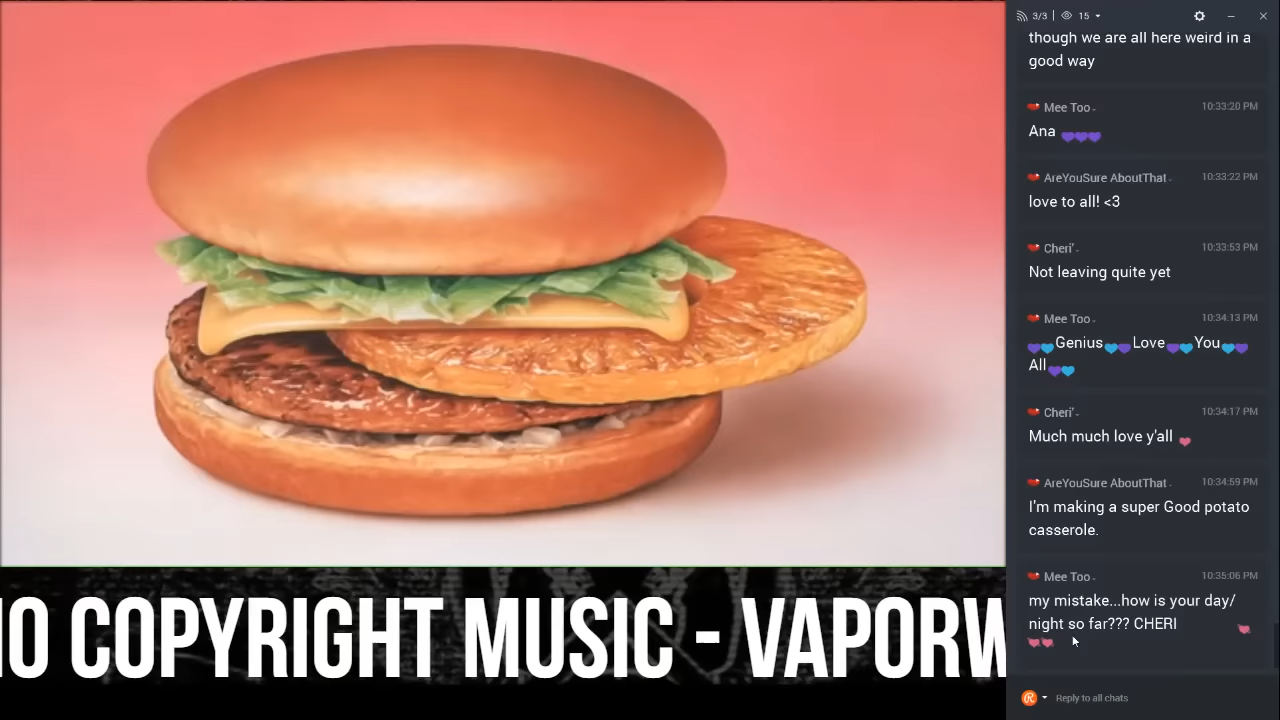 NO COPYRIGHT MUSIC - VAPORW
3/3
15
though we are all here weird in a
good way
Mee Too
10:33:20 PM
Ana
AreYouSure AboutThat
10:33:22 PM
love to all! <3
Cheri'
10:33:53 PM
Not leaving quite yet
Mee Too
10:34:13 PM
Genius Love You
All
Cheri'
10:34:17 PM
Much much love y'all
AreYouSure AboutThat
10:34:59 PM
I'm making a super Good potato
casserole.
Mee Too
10:35:06 PM
my mistake...how is your day/
night so far??? CHERI
Reply to all chats